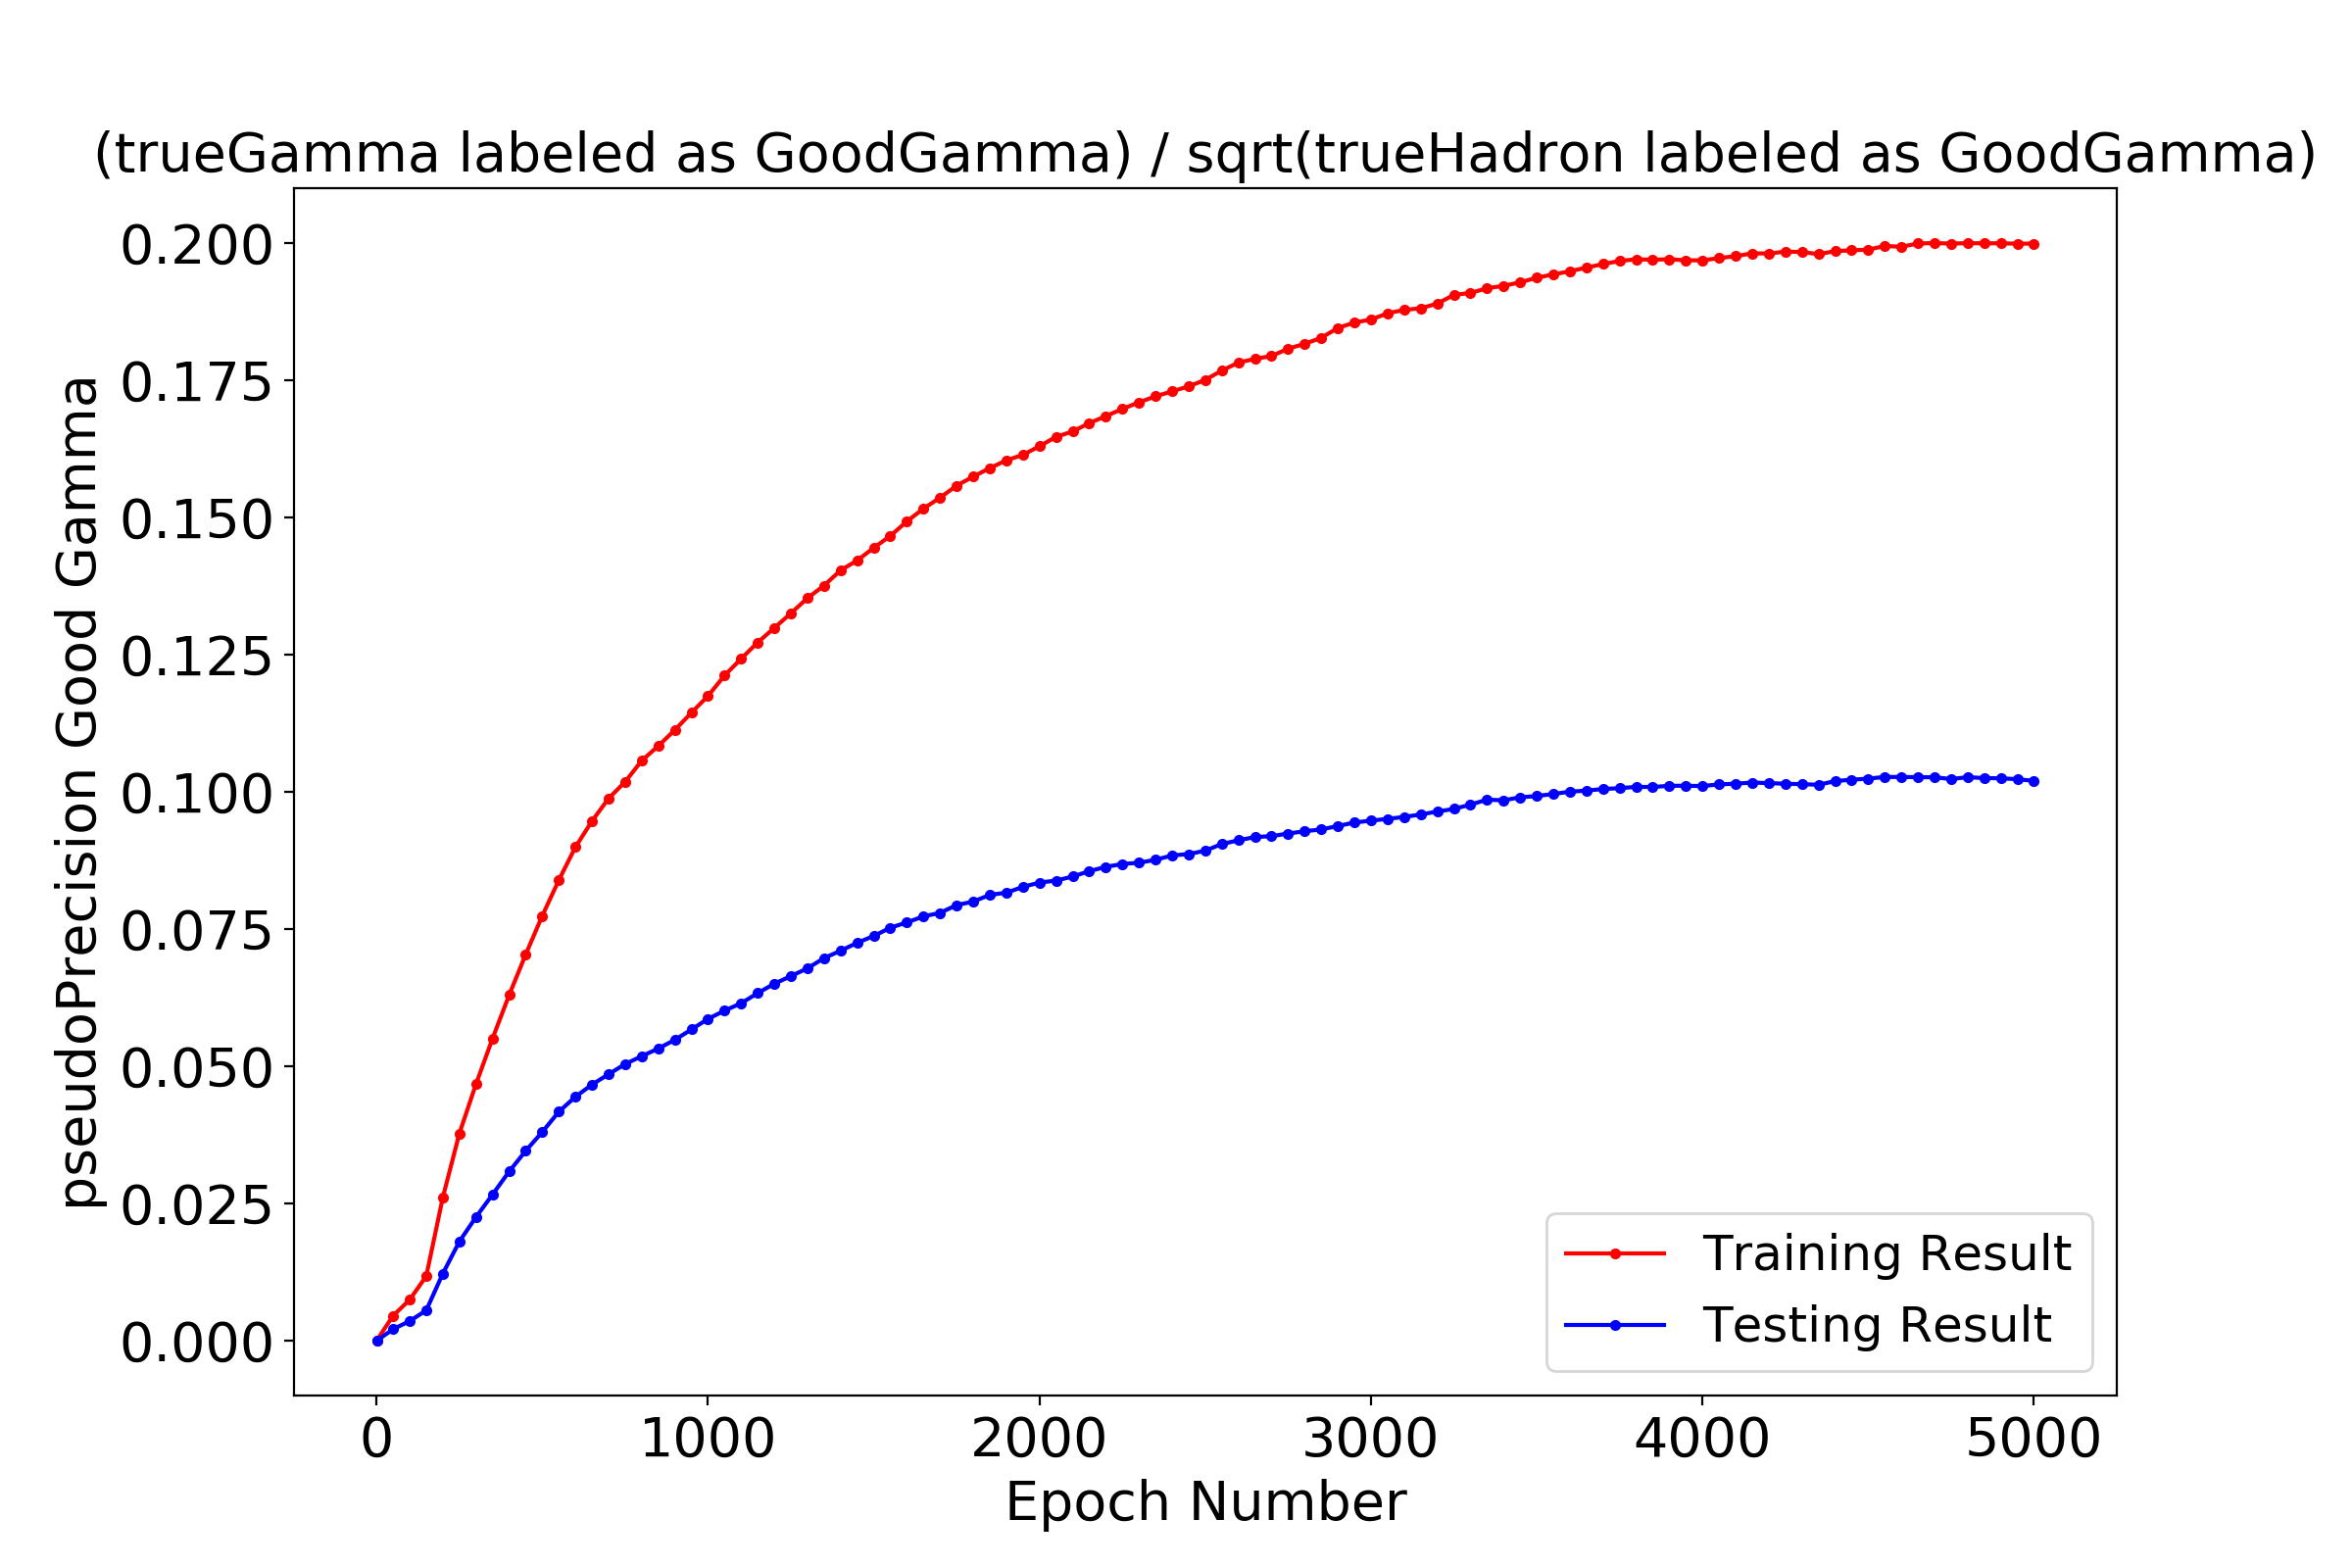 (trueGamma labeled as GoodGamma) / sqrt(trueHadron labeled as GoodGamma)
pseudoPrecision Good Gamma
0.200
0.175
0.150
0.125
0.100
0.075
0.050
0.025
0.000
Training Result
Testing Result
0 1000 2000 3000 4000 5000
Epoch Number